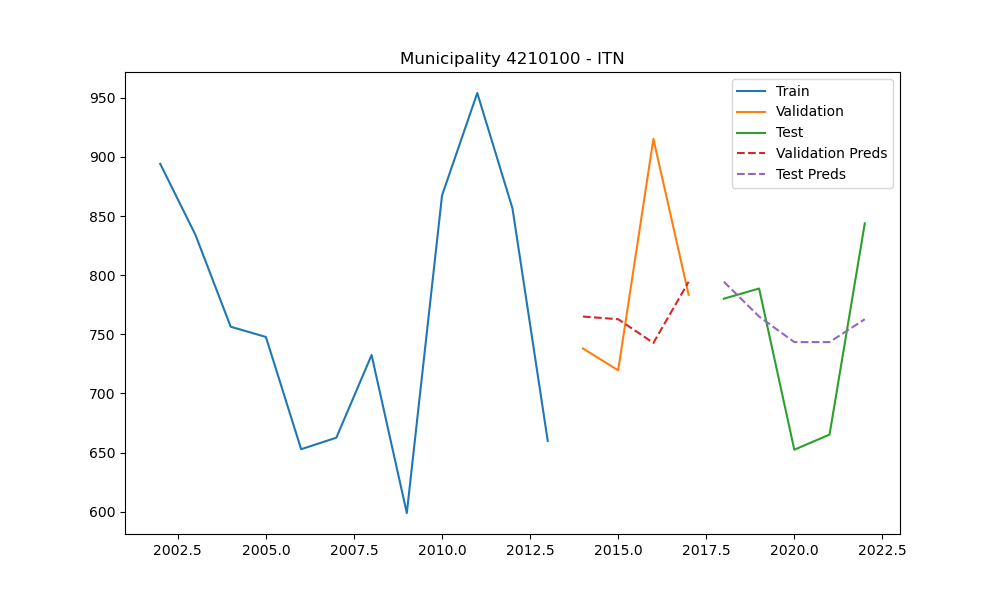 Municipality 4210100 - ITN
950
900
850
800
750
700
650
600
Train
Validation
Test
Validation Preds
Test Preds
2002.5 2005.0 2007.5 2010.0 2012.5 2015.0 2017.5 2020.0 2022.5